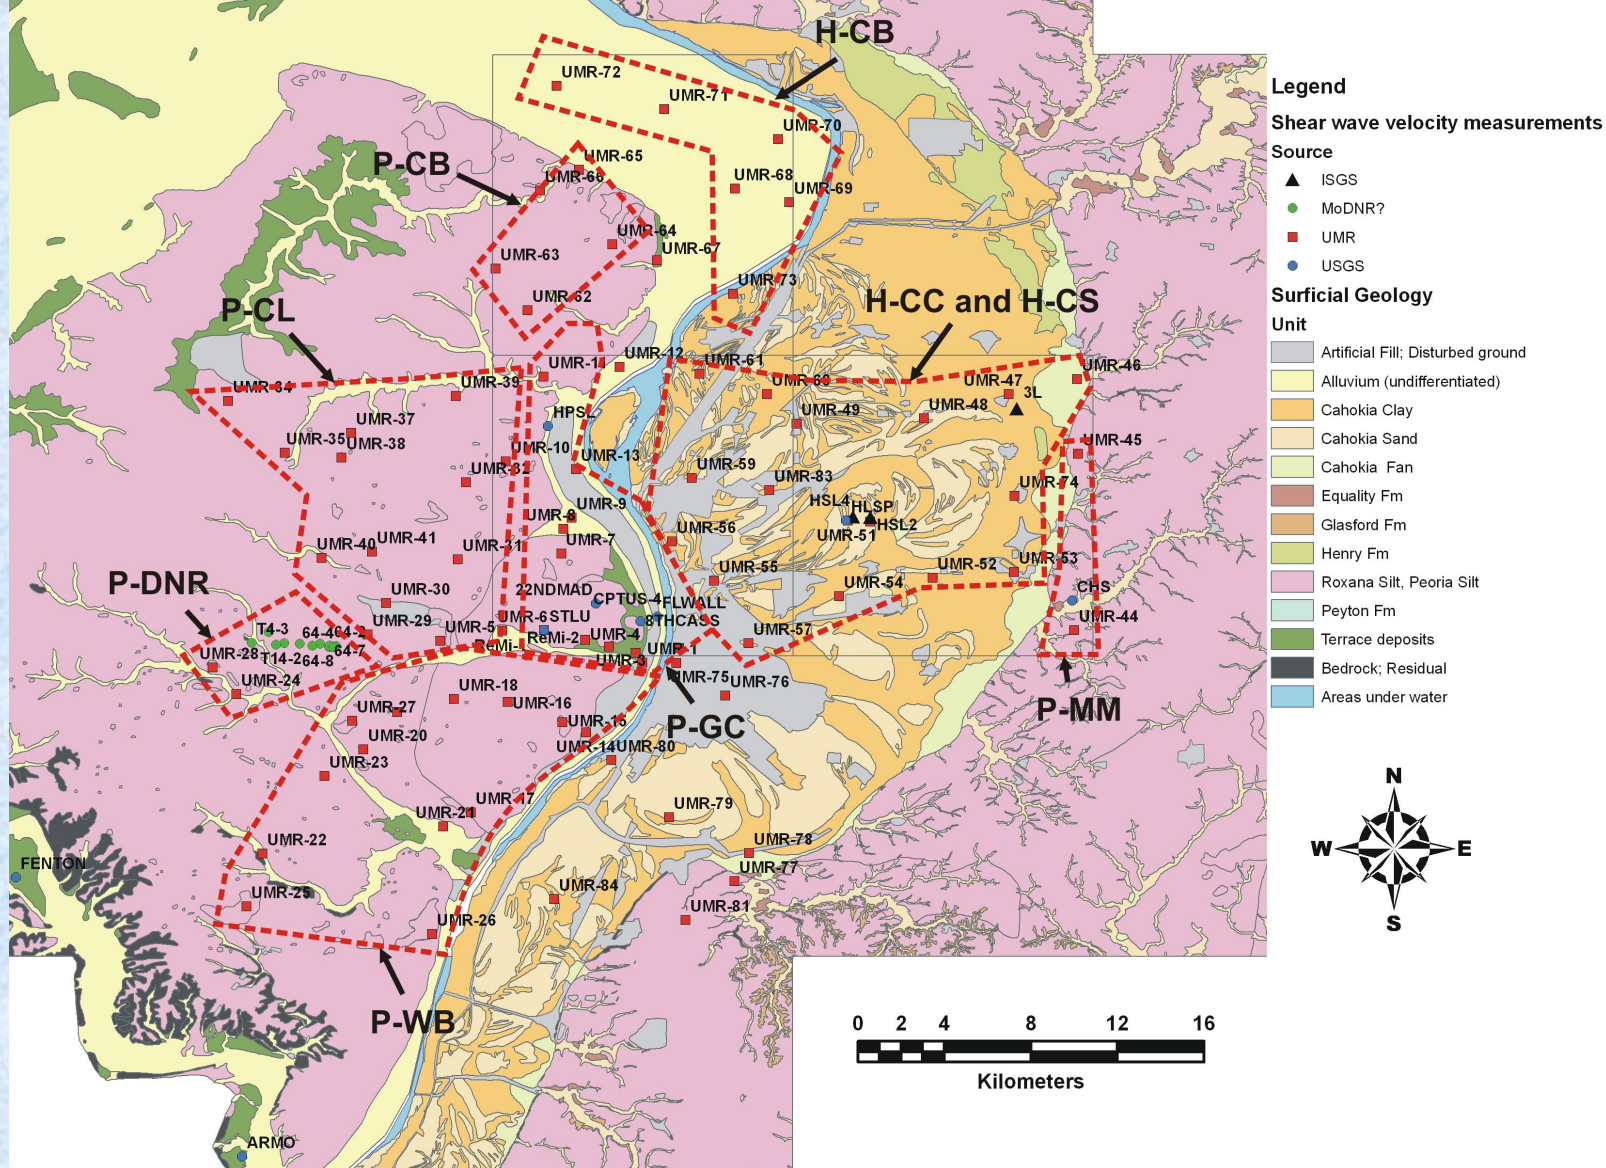 H-CB
UMR-72
UMR-71
UMR-70
UMR-65
P-CB
UMR-66
UMR-68
UMR-69
UMR-64
UMR-67
UMR-63
UMR-73
UMR-62
H-CC and H-CS
P-CL
UMR-12
UMR-61
UMR-11
UMR-46
UMR-39
UMR-60
UMR-47
UMR-34
3L
UMR-49
UMR-48
HPSL
UMR-37
UMR-35
UMR-38
UMR-10
UMR-13
UMR-45
UMR-59
UMR-32
UMR-83
UMR-74
HSL4
HLSP
UMR-9
UMR-8
HSL2
UMR-56
UMR-51
UMR-7
UMR-41
UMR-40
UMR-31
UMR-55
UMR-52
UMR-53
P-DNR
UMR-54
22NDMAD
CHS
UMR-30
CPTUS-4
FLWALL
UMR-29
UMR-6
STLU
8THCASS
UMR-44
T4-3
64-4
64-2
UMR-5
UMR-57
ReMi-2
UMR-4
ReMi-1
64-7
UMR-1
UMR-28
T14-2
64-8
UMR-3
UMR-24
UMR-75
UMR-76
UMR-18
UMR-16
UMR-27
P-MM
UMR-15
P-GC
UMR-20
UMR-14
UMR-80
UMR-23
UMR-17
UMR-21
UMR-79
UMR-22
UMR-78
FENTON
UMR-77
UMR-25
UMR-84
UMR-81
UMR-26
P-WB
ARMO
Legend
Shear wave velocity measurements
Source
ISGS
MoDNR?
UMR
USGS
Surficial Geology
Unit
Artificial Fill; Disturbed ground
Alluvium (undifferentiated)
Cahokia Clay
Cahokia Sand
Cahokia Fan
Equality Fm
Glasford Fm
Henry Fm
Roxana Silt, Peoria Silt
Peyton Fm
Terrace deposits
Bedrock; Residual
Areas under water
N
W E
S
0 2 4 8 12 16
Kilometers